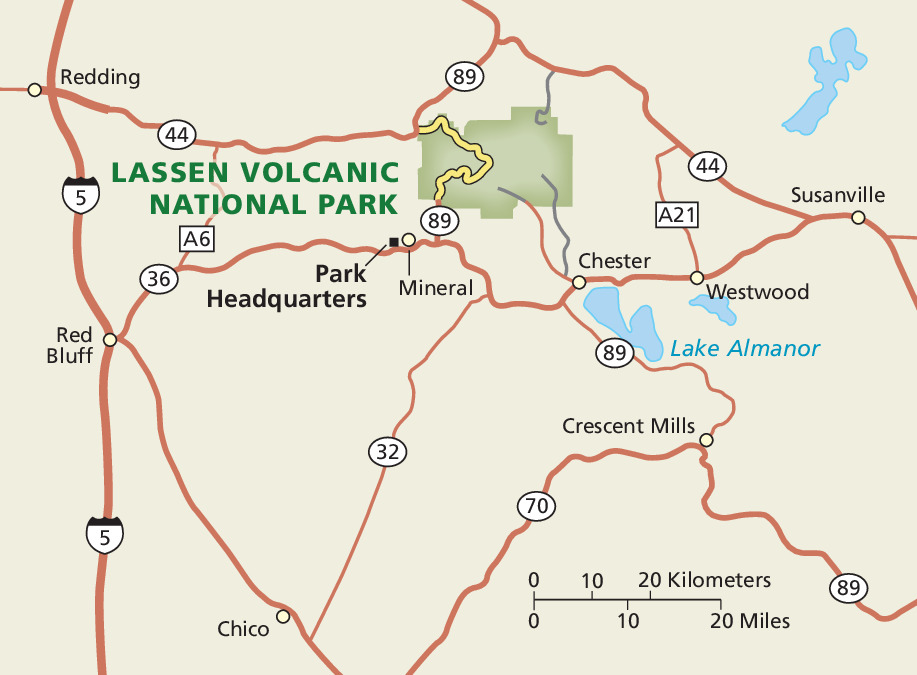 Redding
89
44
44
LASSEN VOLCANIC
NATIONAL PARK
5
Susanville
A21
89
A6
Chester
36
Park
Headquarters
Mineral
Westwood
Red
Bluff
Lake Almanor
89
Crescent Mills
32
70
5
0 10 20 Kilometers
89
0 10 20 Miles
Chico